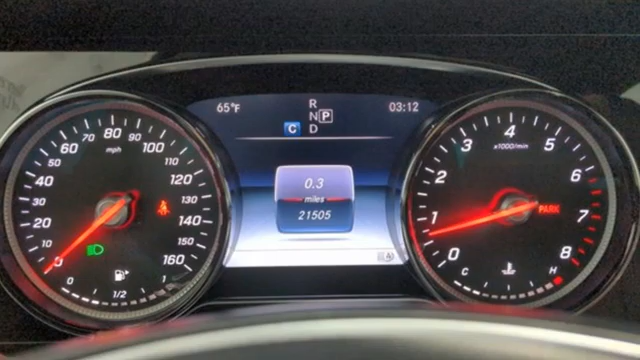 65°F
R
N P
C D
03:12
0.3
miles
21505
A
0 10 20 30 40 50 60 70 80 90 100 110 120 130 140 150 160
mph
0 1/2 1
0 1 2 3 4 5 6 7 8
x1000/min
PARK
C H